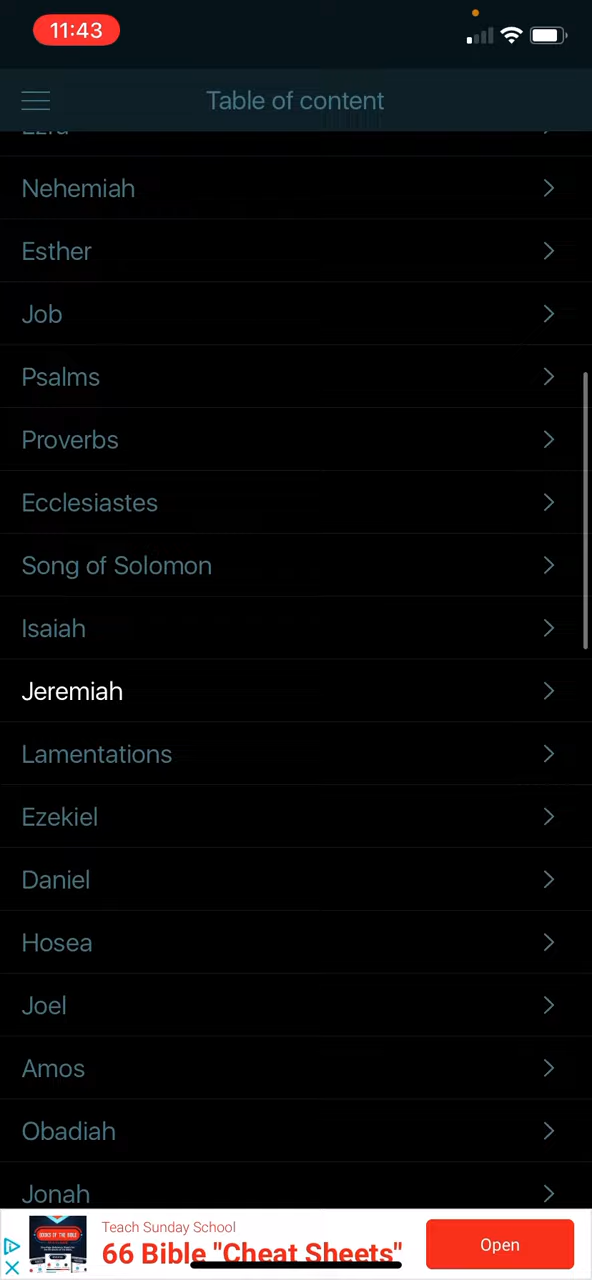 11:43
Table of content
Ezra
Nehemiah
Esther
Job
Psalms
Proverbs
Ecclesiastes
Song of Solomon
Isaiah
Jeremiah
Lamentations
Ezekiel
Daniel
Hosea
Joel
Amos
Obadiah
Jonah
Teach Sunday School
66 Bible "Cheat Sheets"
Open